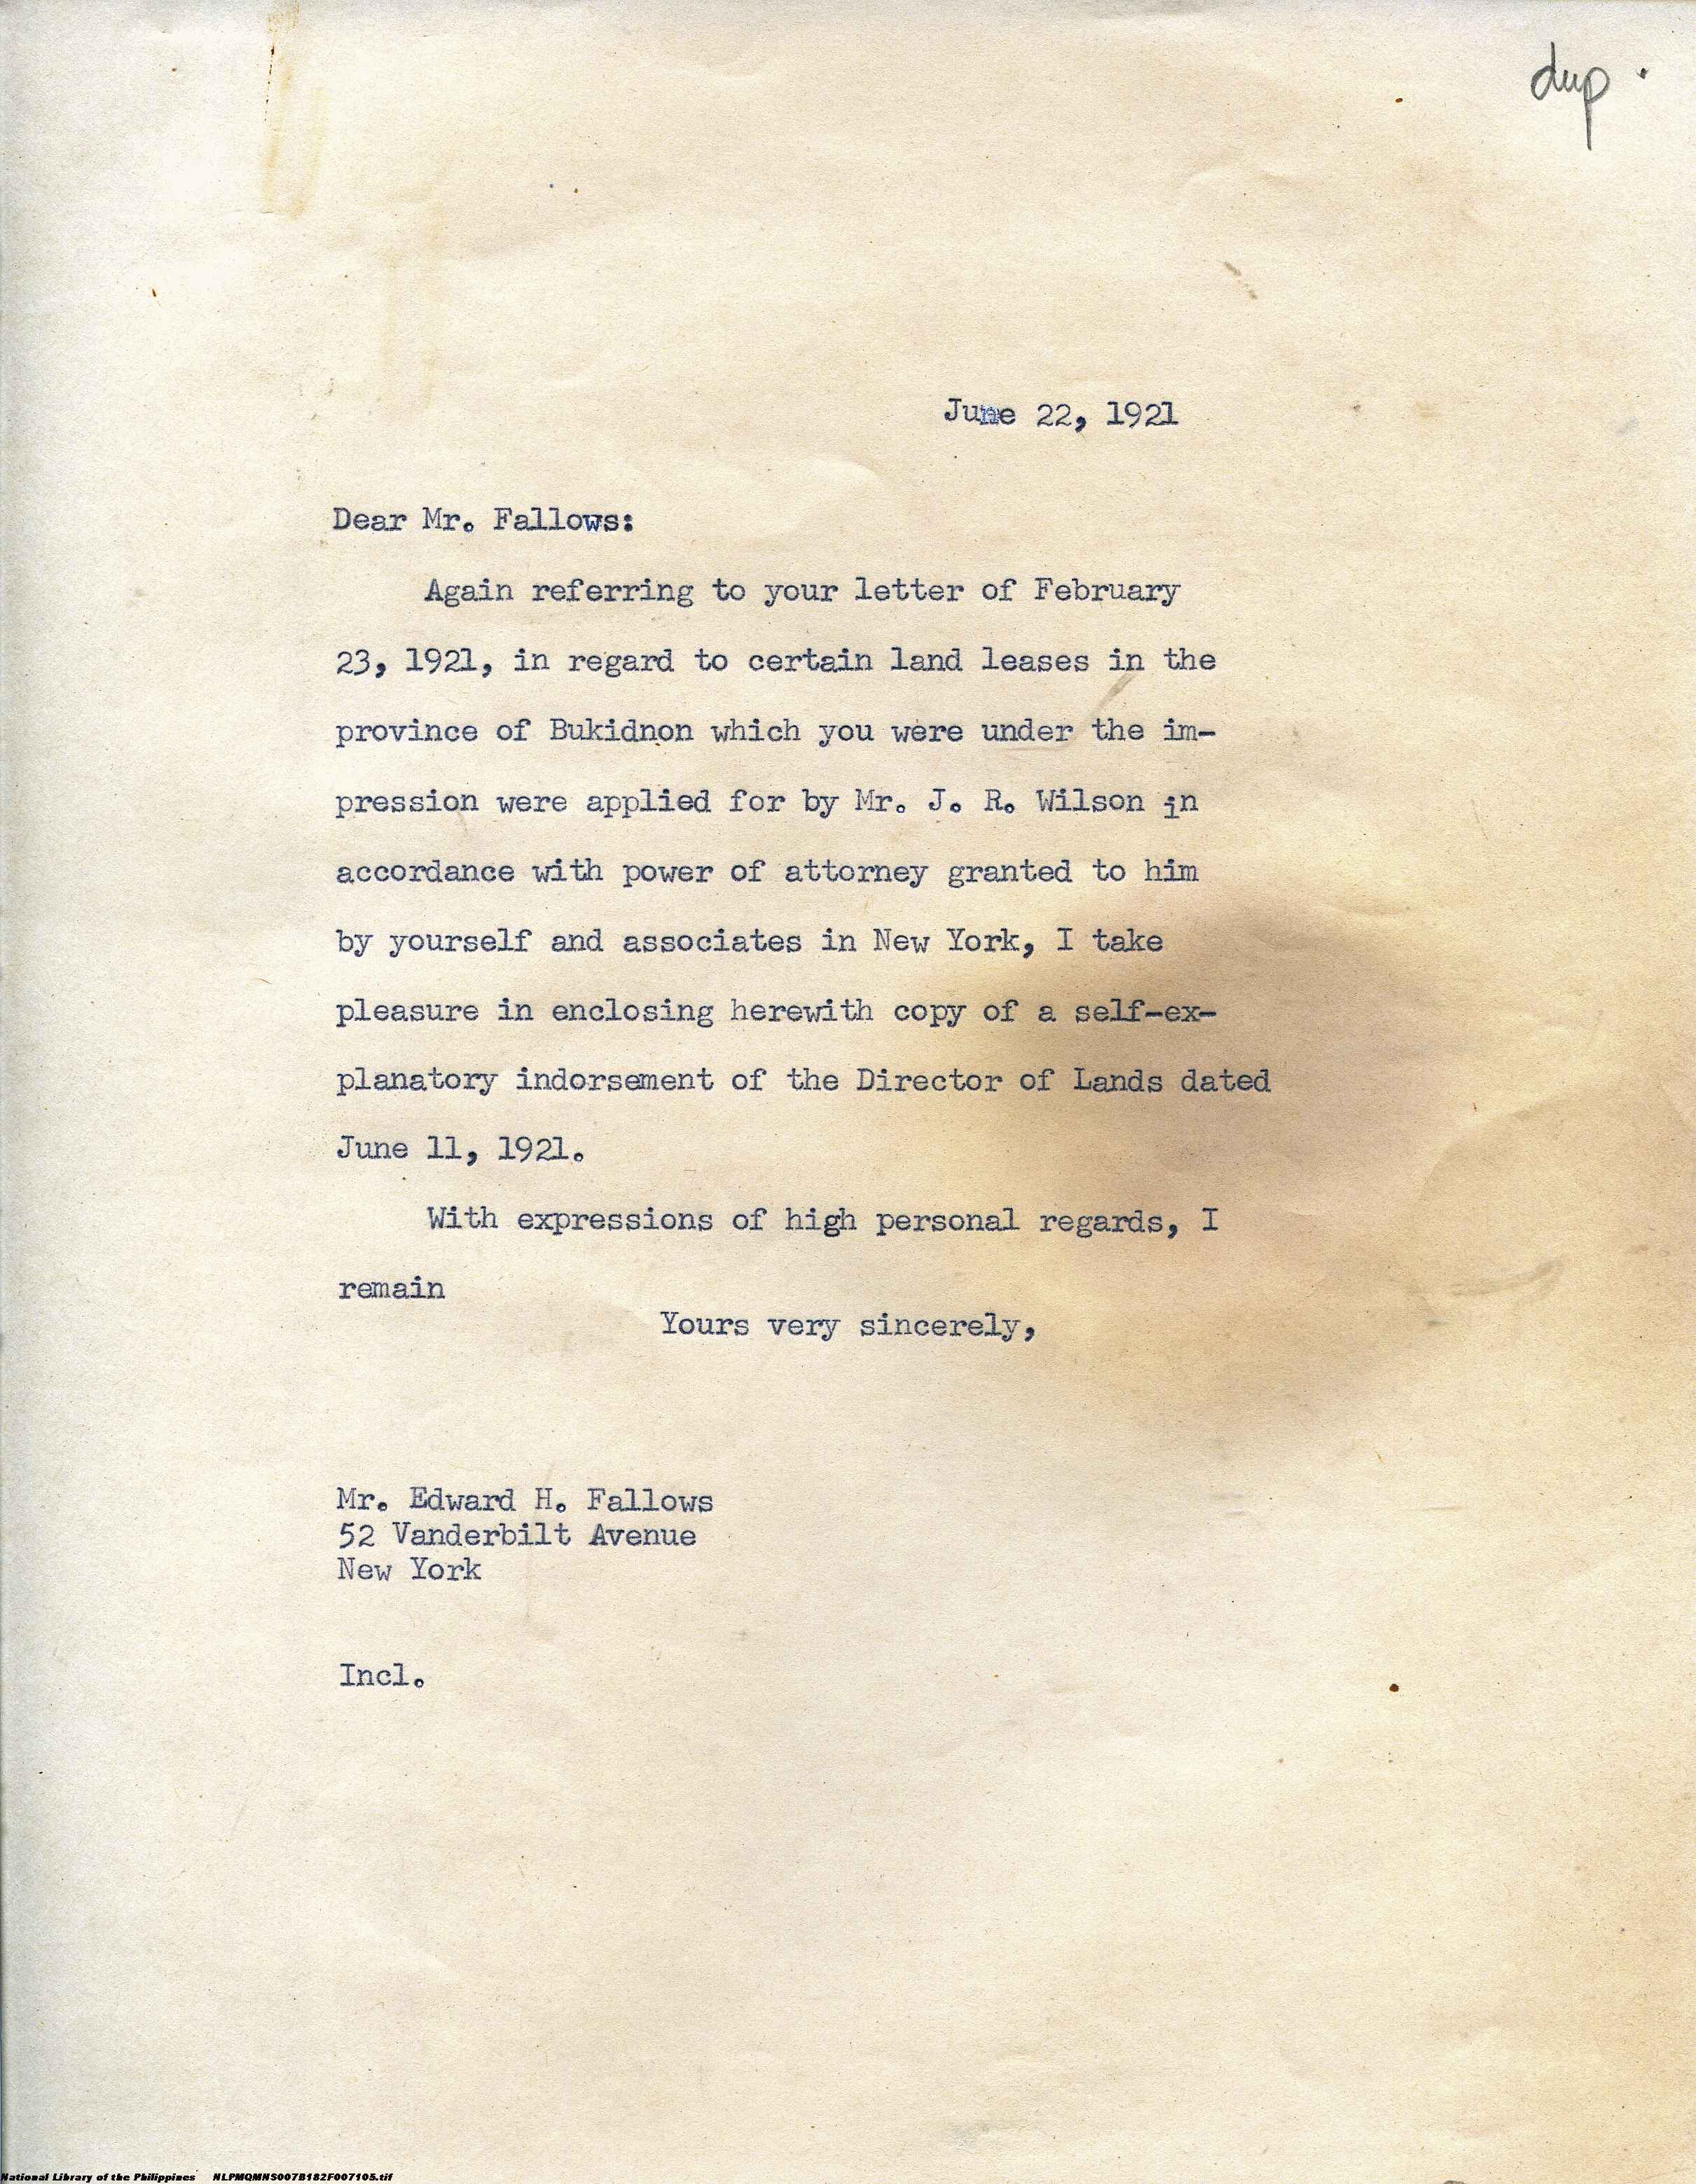 dup.
June 22, 1921
Dear Mr. Fallows:
Again referring to your letter of February
23, 1921, in regard to certain land leases in the
province of Bukidnon which you were under the im-
pression were applied for by Mr. J. R. Wilson in
accordance with power of attorney granted to him
by yourself and associates in New York, I take
pleasure in enclosing herewith copy of a self-ex-
planatory indorsement of the Director of Lands dated
June 11, 1921.
With expressions of high personal regards, I
remain
Yours very sincerely,
Mr. Edward H. Fallows
52 Vanderbilt Avenue
New York
Incl.
National Library of the Philippines NLPMQMNS007B182F007105.tif